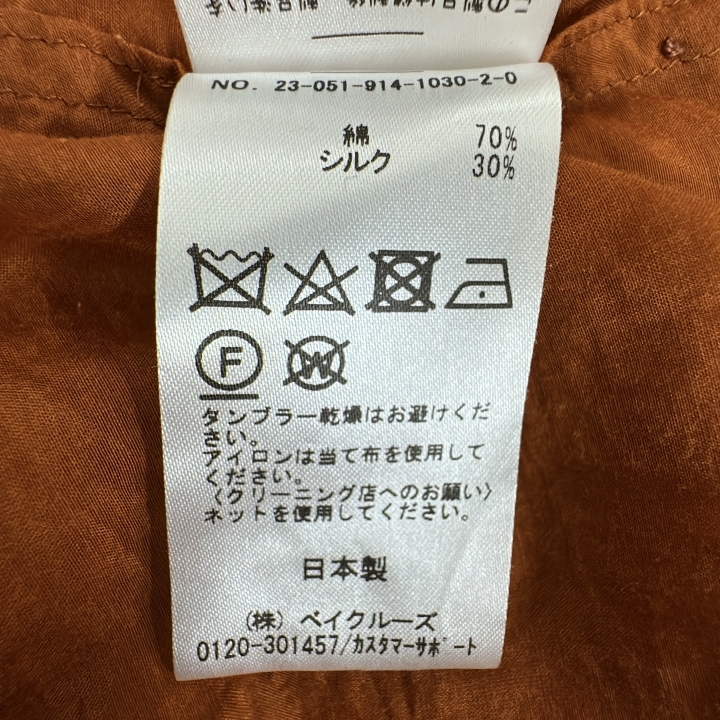 NO. 23-051-914-1030-2-0
綿 70%
シルク 30%
F
W
タンブラー乾燥はお避けくだ
さい。
アイロンは当て布を使用して
ください。
〈クリーニング店へのお願い〉
ネットを使用してください。
日本製
（株）ベイクルーズ
0120-301457/ｶｽﾀﾏｰｻﾎﾟｰﾄ